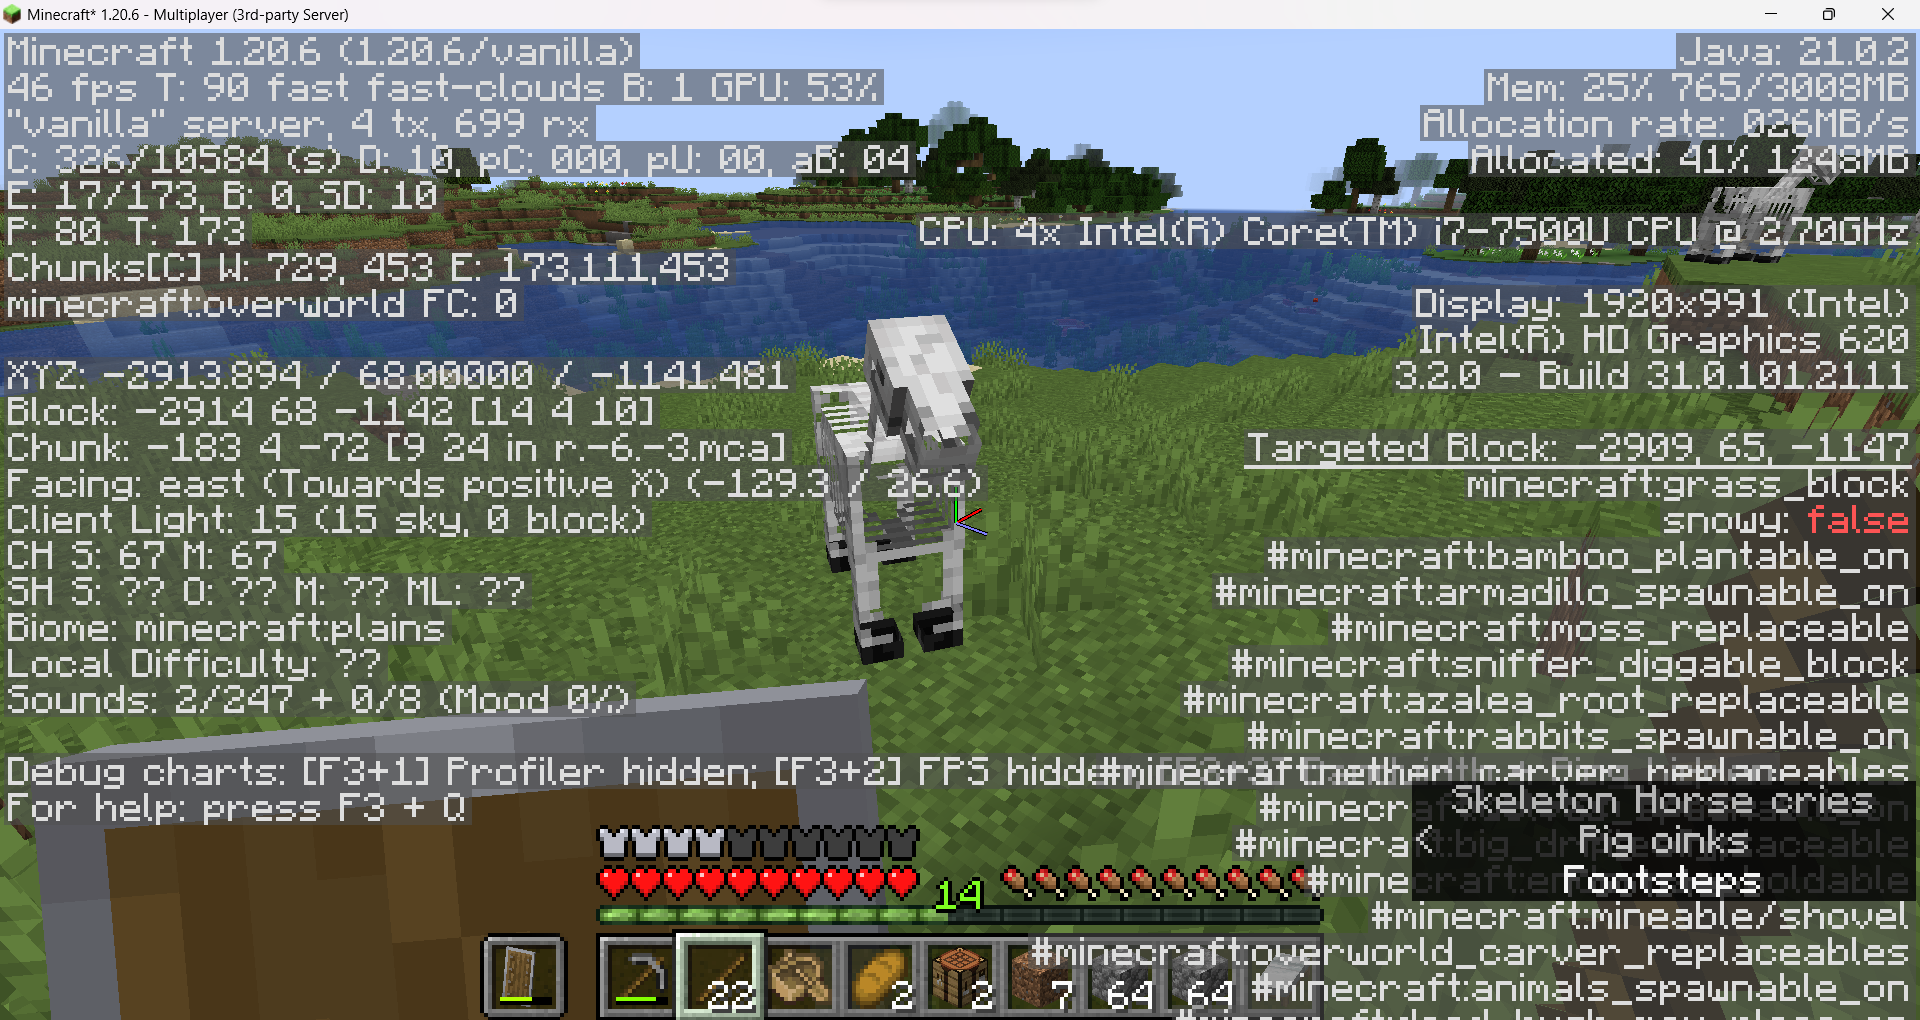 Minecraft* 1.20.6 - Multiplayer (3rd-party Server)
Minecraft 1.20.6 (1.20.6/vanilla)
46 fps T: 90 fast fast-clouds B: 1 GPU: 53%
"vanilla" server, 4 tx, 699 rx
C: 326/10584 (s) D: 10, pC: 000, pU: 00, aB: 04
E: 17/173, B: 0, SD: 10
P: 80. T: 173
Chunks[C] W: 729, 453 E: 173,111,453
minecraft:overworld FC: 0
XYZ: -2913.894 / 68.00000 / -1141.481
Block: -2914 68 -1142 [14 4 10]
Chunk: -183 4 -72 [9 24 in r.-6.-3.mca]
Facing: east (Towards positive X) (-129.3 / 26.6)
Client Light: 15 (15 sky, 0 block)
CH S: 67 M: 67
SH S: ?? O: ?? M: ?? ML: ??
Biome: minecraft:plains
Local Difficulty: ??
Sounds: 2/247 + 0/8 (Mood 0%)
Debug charts: [F3+1] Profiler hidden; [F3+2] FPS
For help: press F3 + Q
Java: 21.0.2
Mem: 25% 765/3008MB
Allocation rate: 026MB/s
Allocated: 41% 1248MB
CPU: 4x Intel(R) Core(TM) i7-7500U CPU @ 2.70GHz
Display: 1920x991 (Intel)
Intel(R) HD Graphics 620
3.2.0 - Build 31.0.101.2111
Targeted Block: -2909, 65, -1147
minecraft:grass_block
snowy: false
#minecraft:bamboo_plantable_on
#minecraft:armadillo_spawnable_on
#minecraft:moss_replaceable
#minecraft:sniffer_diggable_block
#minecraft:azalea_root_replaceable
#minecraft:rabbits_spawnable_on
Skeleton Horse cries
< Pig oinks
Footsteps
#minecraft:mineable/shovel
#minecraft:overworld_carver_replaceables
#minecraft:animals_spawnable_on
14
22
2
2
7
64
64